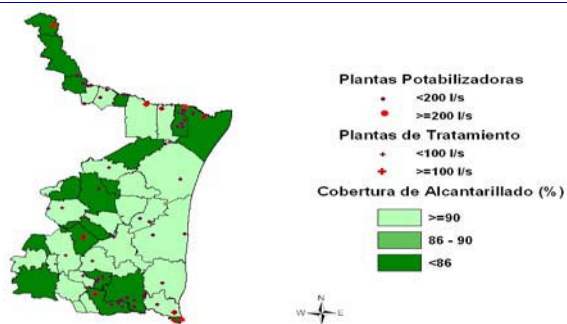 Plantas Potabilizadoras
<200 l/s
>=200 l/s
Plantas de Tratamiento
<100 l/s
>=100 l/s
Cobertura de Alcantarillado (%)
>=90
86 - 90
<86
N
W E
S